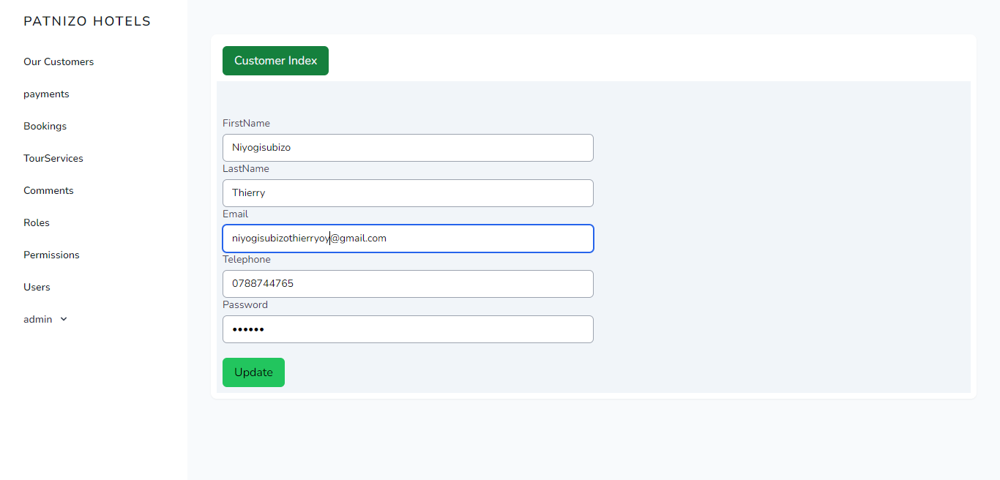 PATNIZO HOTELS
Our Customers
payments
Bookings
TourServices
Comments
Roles
Permissions
Users
admin
Customer Index
FirstName
Niyogisubizo
LastName
Thierry
Email
niyogisubizothierryoy@gmail.com
Telephone
0788744765
Password
••••••
Update